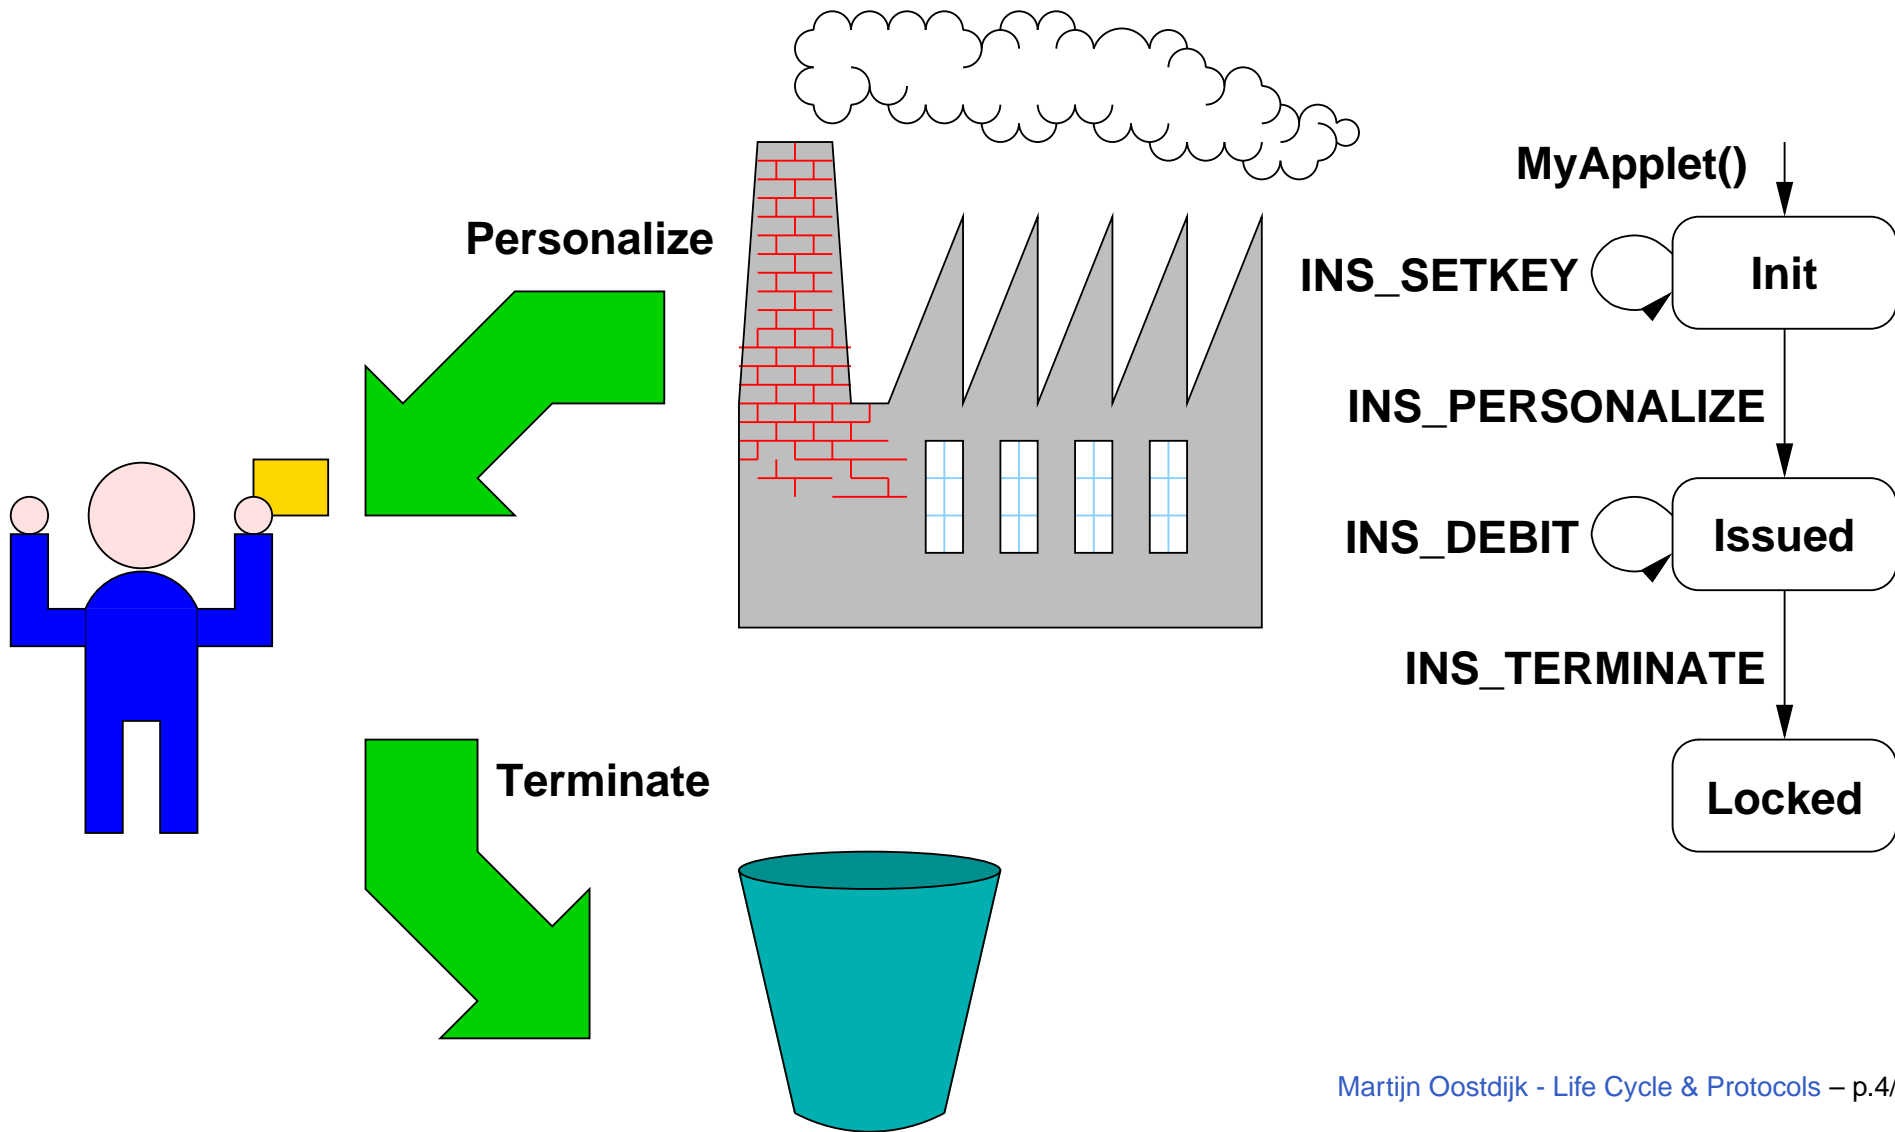 MyApplet()
Personalize
INS_SETKEY
Init
INS_PERSONALIZE
INS_DEBIT
Issued
INS_TERMINATE
Terminate
Locked
Martijn Oostdijk - Life Cycle & Protocols – p.4/